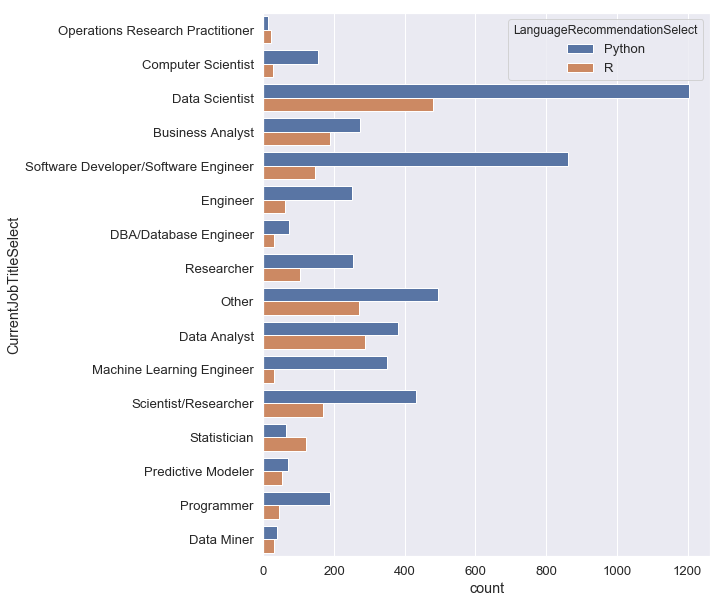 LanguageRecommendationSelect
Python
R
CurrentJobTitleSelect
Operations Research Practitioner
Computer Scientist
Data Scientist
Business Analyst
Software Developer/Software Engineer
Engineer
DBA/Database Engineer
Researcher
Other
Data Analyst
Machine Learning Engineer
Scientist/Researcher
Statistician
Predictive Modeler
Programmer
Data Miner
0 200 400 600 800 1000 1200
count